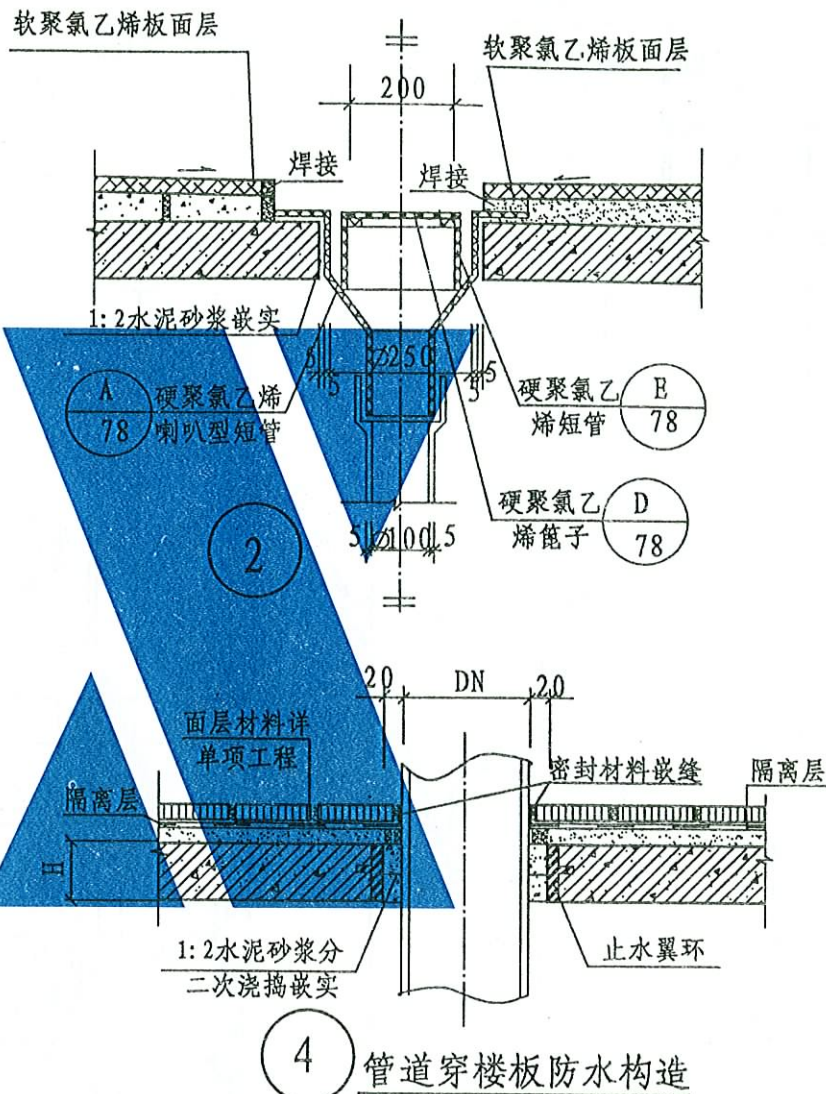 软聚氯乙烯板面层
软聚氯乙烯板面层
200
焊接
焊接
1:2水泥砂浆嵌实
5
5
Ø250
5
5
A
78
硬聚氯乙烯
喇叭型短管
硬聚氯乙
烯短管
E
78
硬聚氯乙
烯篦子
D
78
5
Ø100
5
2
20
DN
20
面层材料详
单项工程
密封材料嵌缝
隔离层
隔离层
H
1:2水泥砂浆分
二次浇捣嵌实
止水翼环
4
管道穿楼板防水构造